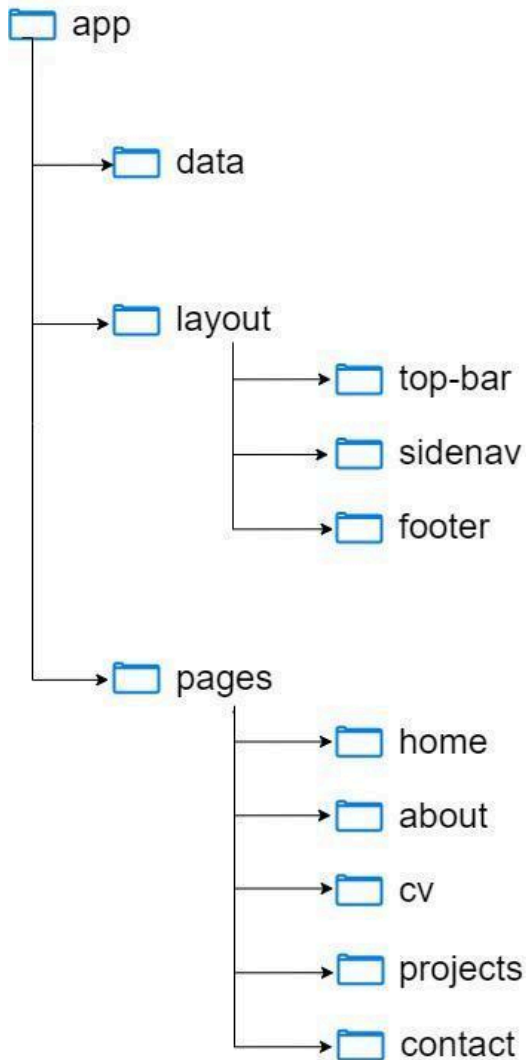 app
data
layout
top-bar
sidenav
footer
pages
home
about
cv
projects
contact